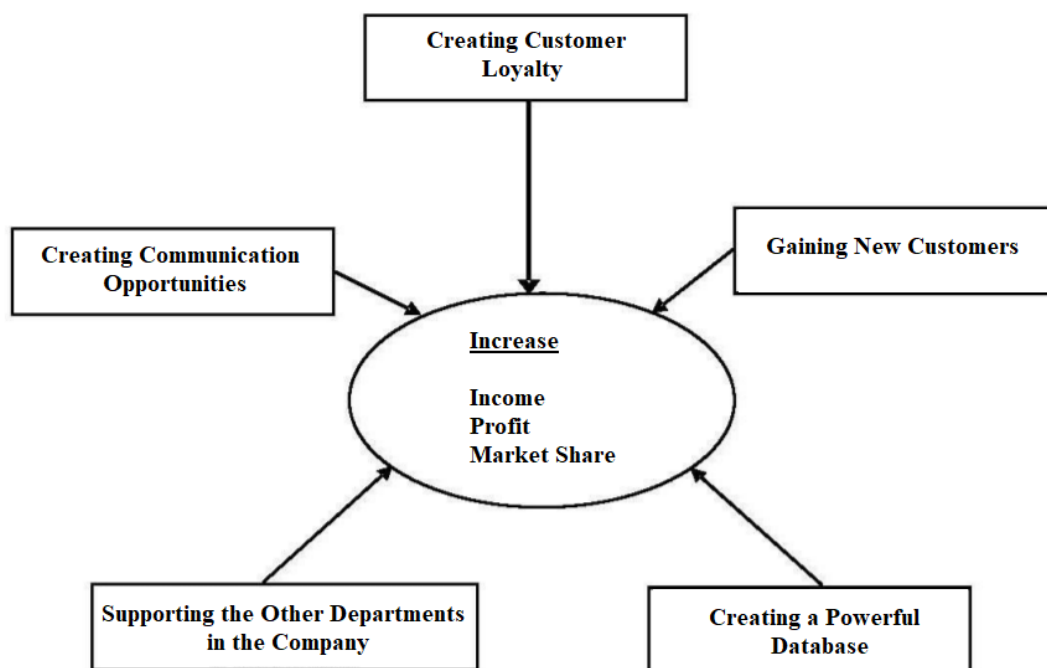 Creating Customer
Loyalty
Creating Communication
Opportunities
Gaining New Customers
Increase
Income
Profit
Market Share
Supporting the Other Departments
in the Company
Creating a Powerful
Database